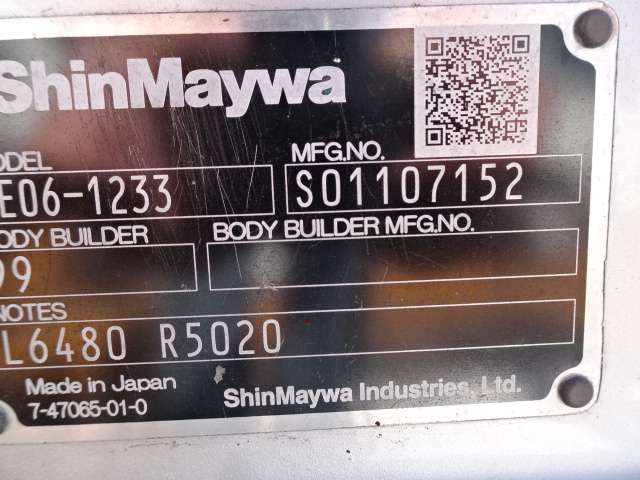 ShinMaywa
ODEL
MFG.NO.
E06-1233
S01107152
ODY BUILDER
BODY BUILDER MFG.NO.
99
NOTES
L6480 R5020
Made in Japan
7-47065-01-0
ShinMaywa Industries, Ltd.